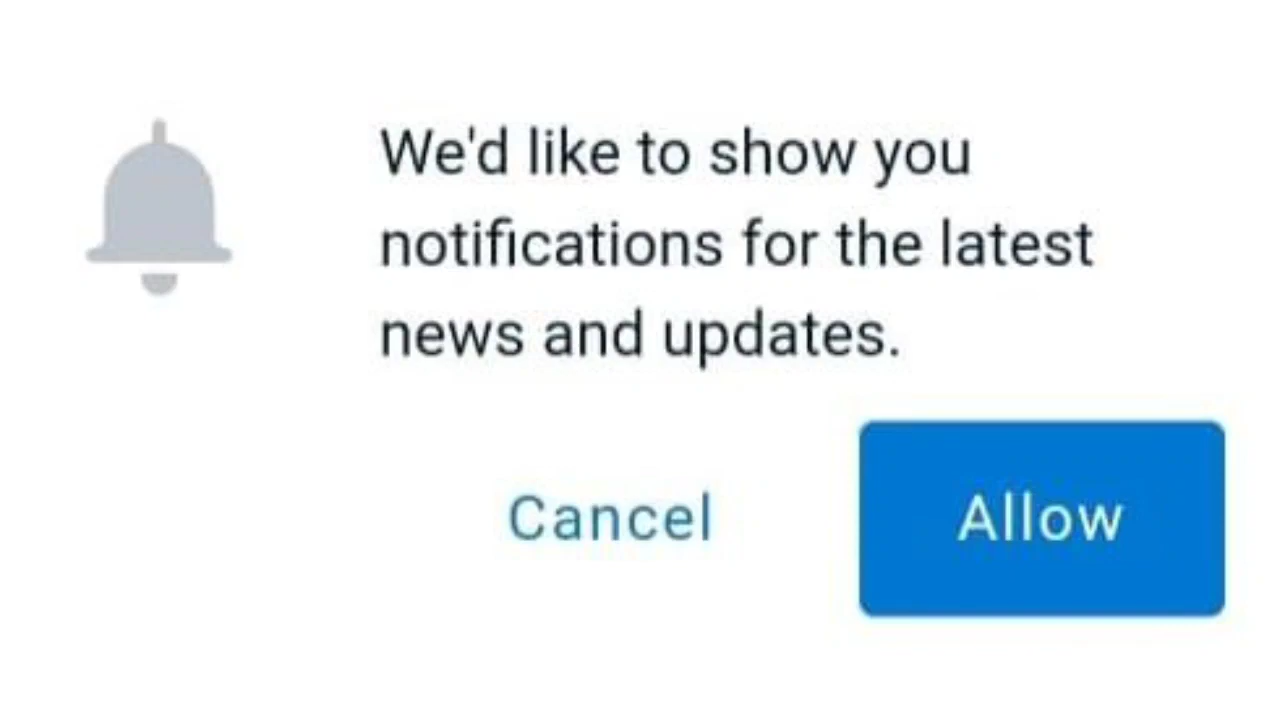 We'd like to show you
notifications for the latest
news and updates.
Cancel
Allow